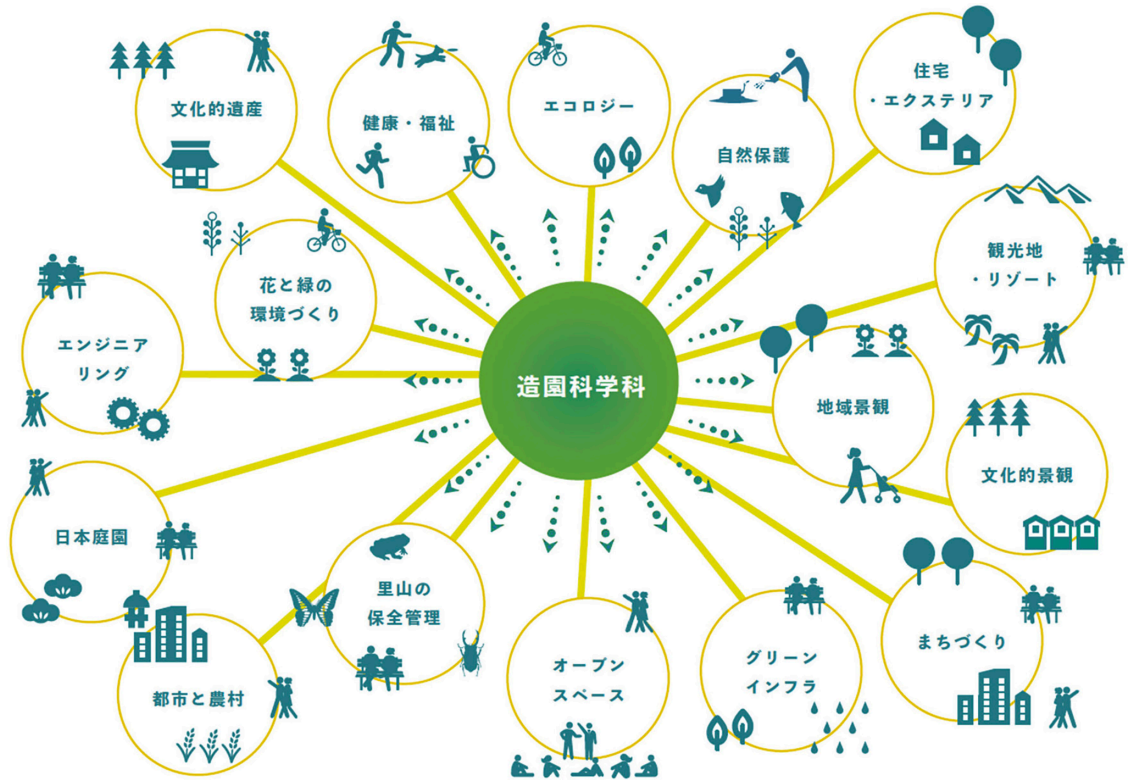 文化的遺産
健康・福祉
エコロジー
自然保護
住宅
・エクステリア
花と緑の
環境づくり
観光地
・リゾート
エンジニア
リング
造園科学科
地域景観
文化的景観
日本庭園
里山の
保全管理
都市と農村
オープン
スペース
グリーン
インフラ
まちづくり